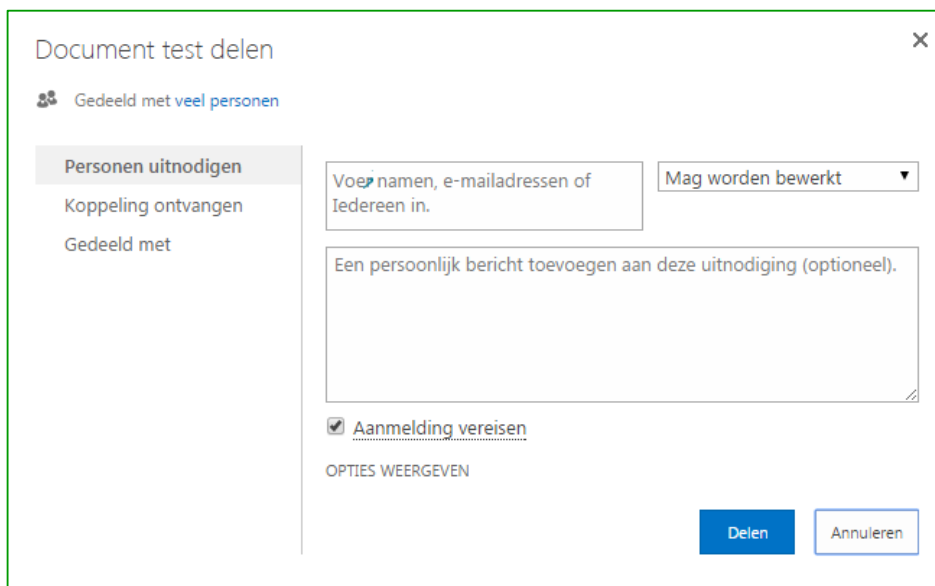 Document test delen
Gedeeld met veel personen
Personen uitnodigen
Koppeling ontvangen
Gedeeld met
Voer namen, e-mailadressen of
Iedereen in.
Mag worden bewerkt
Een persoonlijk bericht toevoegen aan deze uitnodiging (optioneel).
Aanmelding vereisen
OPTIES WEERGEVEN
Delen
Annuleren